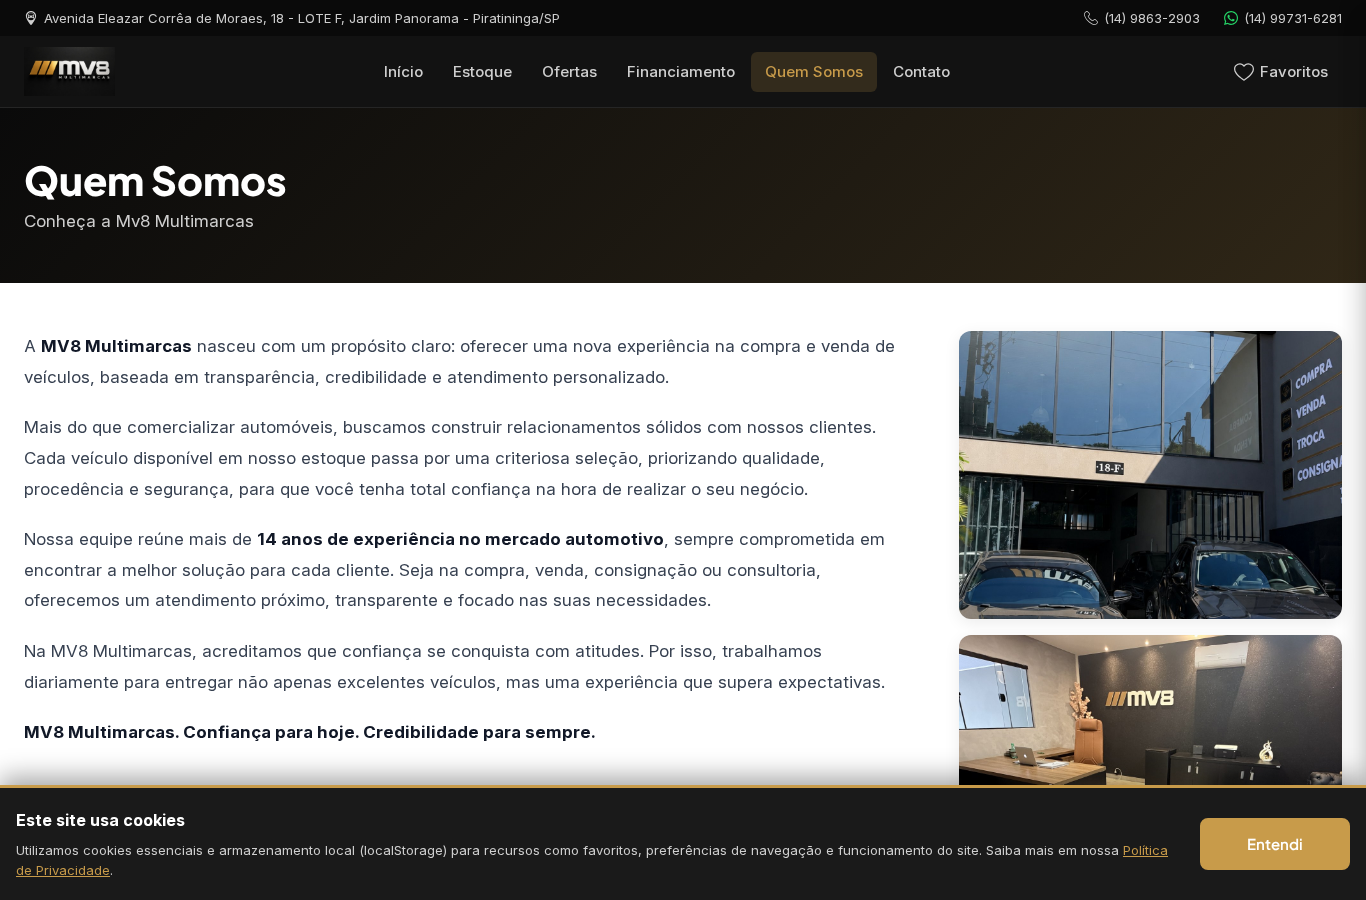 Avenida Eleazar Corrêa de Moraes, 18 - LOTE F, Jardim Panorama - Piratininga/SP
(14) 9863-2903
(14) 99731-6281
MV8
MULTIMARCAS
Início
Estoque
Ofertas
Financiamento
Quem Somos
Contato
Favoritos
Quem Somos
Conheça a Mv8 Multimarcas
A MV8 Multimarcas nasceu com um propósito claro: oferecer uma nova experiência na compra e venda de
veículos, baseada em transparência, credibilidade e atendimento personalizado.
Mais do que comercializar automóveis, buscamos construir relacionamentos sólidos com nossos clientes.
Cada veículo disponível em nosso estoque passa por uma criteriosa seleção, priorizando qualidade,
procedência e segurança, para que você tenha total confiança na hora de realizar o seu negócio.
Nossa equipe reúne mais de 14 anos de experiência no mercado automotivo, sempre comprometida em
encontrar a melhor solução para cada cliente. Seja na compra, venda, consignação ou consultoria,
oferecemos um atendimento próximo, transparente e focado nas suas necessidades.
Na MV8 Multimarcas, acreditamos que confiança se conquista com atitudes. Por isso, trabalhamos
diariamente para entregar não apenas excelentes veículos, mas uma experiência que supera expectativas.
MV8 Multimarcas. Confiança para hoje. Credibilidade para sempre.
COMPRA
VENDA
TROCA
CONSIGNA
18-F
MV8
Este site usa cookies
Utilizamos cookies essenciais e armazenamento local (localStorage) para recursos como favoritos, preferências de navegação e funcionamento do site. Saiba mais em nossa Política
de Privacidade.
Entendi